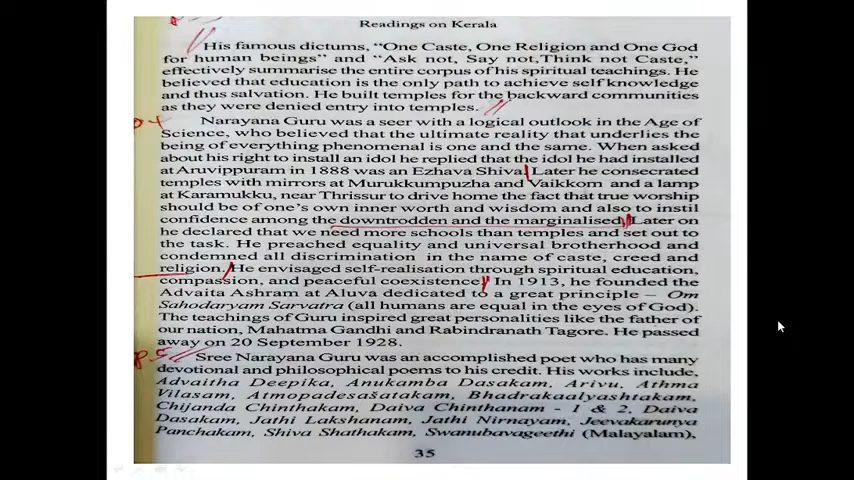 Readings on Kerala
His famous dictums, "One Caste, One Religion and One God
for human beings" and "Ask not, Say not,Think not Caste,"
effectively summarise the entire corpus of his spiritual teachings. He
believed that education is the only path to achieve self knowledge
and thus salvation. He built temples for the backward communities
as they were denied entry into temples.
Narayana Guru was a seer with a logical outlook in the Age of
Science, who believed that the ultimate reality that underlies the
being of everything phenomenal is one and the same. When asked
about his right to install an idol he replied that the idol he had installed
at Aruvippuram in 1888 was an Ezhava Shiva. Later he consecrated
temples with mirrors at Murukkumpuzha and Vaikkom and a lamp
at Karamukku, near Thrissur to drive home the fact that true worship
should be of one's own inner worth and wisdom and also to instil
confidence among the downtrodden and the marginalised. Later on
he declared that we need more schools than temples and set out to
the task. He preached equality and universal brotherhood and
condemned all discrimination in the name of caste, creed and
religion. He envisaged self-realisation through spiritual education,
compassion, and peaceful coexistence. In 1913, he founded the
Advaita Ashram at Aluva dedicated to a great principle – Om
Sahodaryam Sarvatra (all humans are equal in the eyes of God).
The teachings of Guru inspired great personalities like the father of
our nation, Mahatma Gandhi and Rabindranath Tagore. He passed
away on 20 September 1928.
Sree Narayana Guru was an accomplished poet who has many
devotional and philosophical poems to his credit. His works include,
Advaitha Deepika, Anukamba Dasakam, Arivu, Athma
Vilasam, Atmopadesaśatakam, Bhadrakaalyashtakam,
Chijanda Chinthakam, Daiva Chinthanam - 1 & 2, Daiva
Dasakam, Jathi Lakshanam, Jathi Nirnayam, Jeevakarunya
Panchakam, Shiva Shathakam, Swanubavageethi (Malayalam),
35